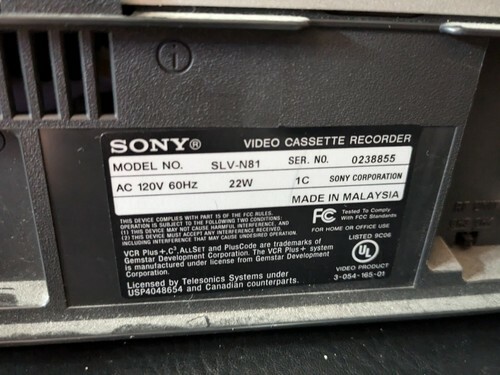 SONY® VIDEO CASSETTE RECORDER
MODEL NO. SLV-N81 SER. NO. 0238855
AC 120V 60HZ 22W 1C SONY CORPORATION
MADE IN MALAYSIA
THIS DEVICE COMPLIES WITH PART 15 OF THE FCC RULES.
OPERATION IS SUBJECT TO THE FOLLOWING TWO CONDITIONS:
(1) THIS DEVICE MAY NOT CAUSE HARMFUL INTERFERENCE, AND
(2) THIS DEVICE MUST ACCEPT ANY INTERFERENCE RECEIVED,
INCLUDING INTERFERENCE THAT MAY CAUSE UNDESIRED OPERATION.
FC Tested To Comply
With FCC Standards
FOR HOME OR OFFICE USE
VCR Plus+, C³, ALLSet and PlusCode are trademarks of
Gemstar Development Corporation. The VCR Plus+ system
is manufactured under license from Gemstar Development
Corporation.
Licensed by Telesonics Systems under
USP4048654 and Canadian counterparts.
LISTED 9C06
UL
VIDEO PRODUCT
3-054-165-01